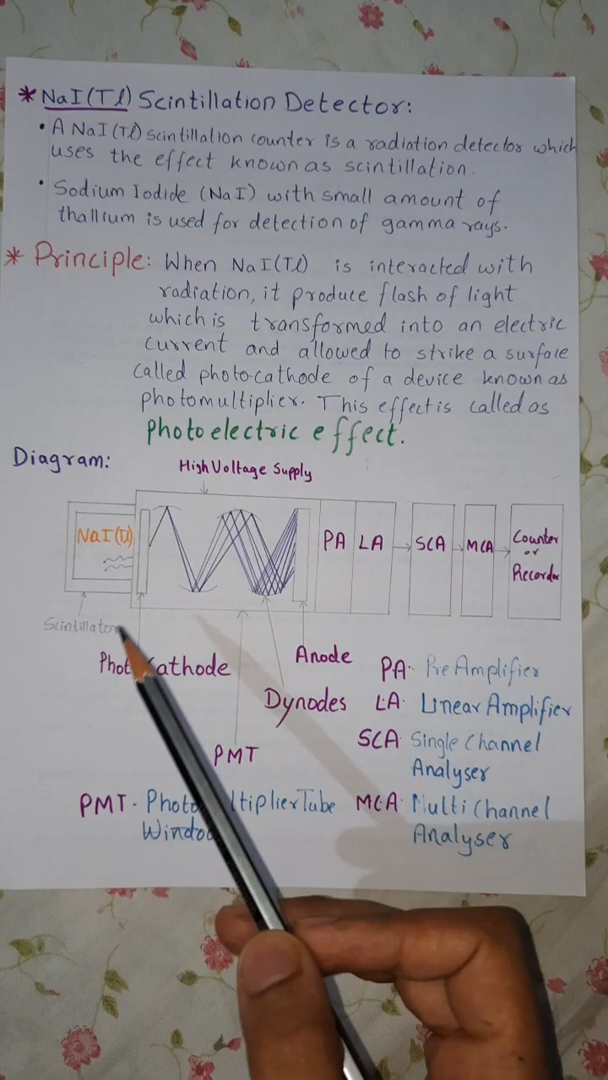 * NaI(Tl) Scintillation Detector:
• A NaI(Tl) scintillation counter is a radiation detector which
uses the effect known as scintillation.
• Sodium Iodide (NaI) with small amount of
thallium is used for detection of gamma rays.
* Principle: When NaI(Tl) is interacted with
radiation, it produce flash of light
which is transformed into an electric
current and allowed to strike a surface
called photo-cathode of a device known as
photomultiplier. This effect is called as
photoelectric effect.
Diagram:
High Voltage Supply
NaI(Tl)
PA LA SCA MCA Counter
or
Recorder
Scintillator
Anode
Dynodes
PMT
PA- Pre Amplifier
LA- Linear Amplifier
SCA- Single Channel
Analyser
PMT-
MCA- Multi Channel
Analyser